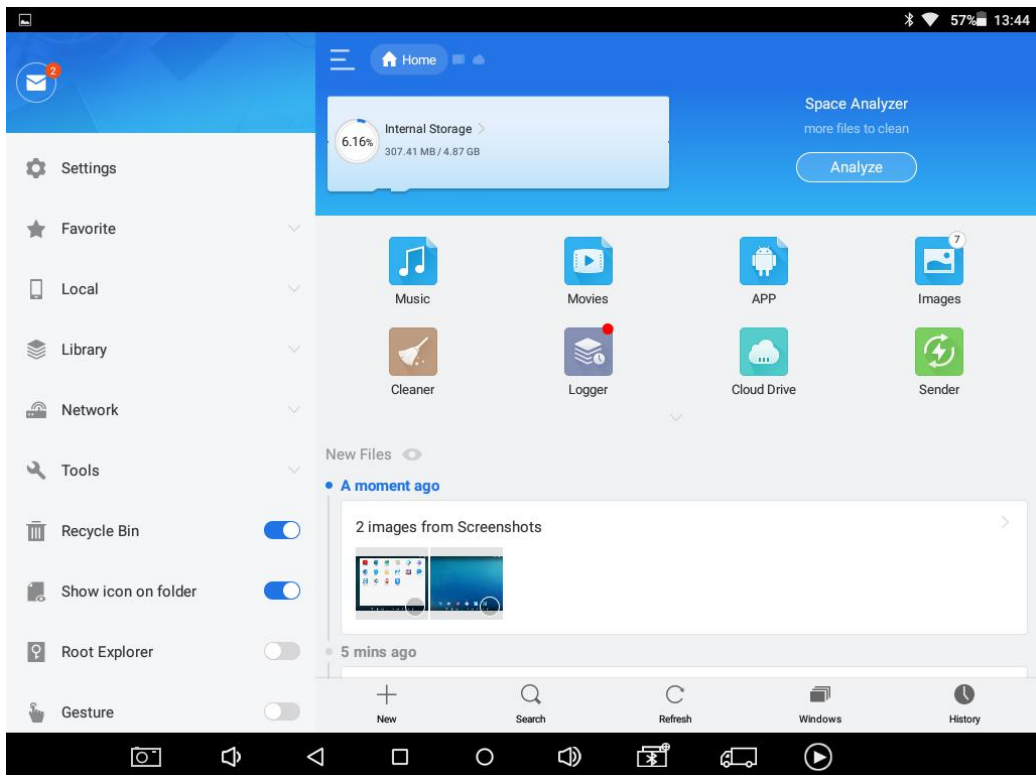 57% 13:44
2
Settings
Favorite
Local
Library
Network
Tools
Recycle Bin
Show icon on folder
Root Explorer
Gesture
Home
6.16%
Internal Storage
307.41 MB / 4.87 GB
Space Analyzer
more files to clean
Analyze
Music
Movies
APP
7
Images
Cleaner
Logger
Cloud Drive
Sender
New Files
A moment ago
2 images from Screenshots
5 mins ago
New
Search
Refresh
Windows
History